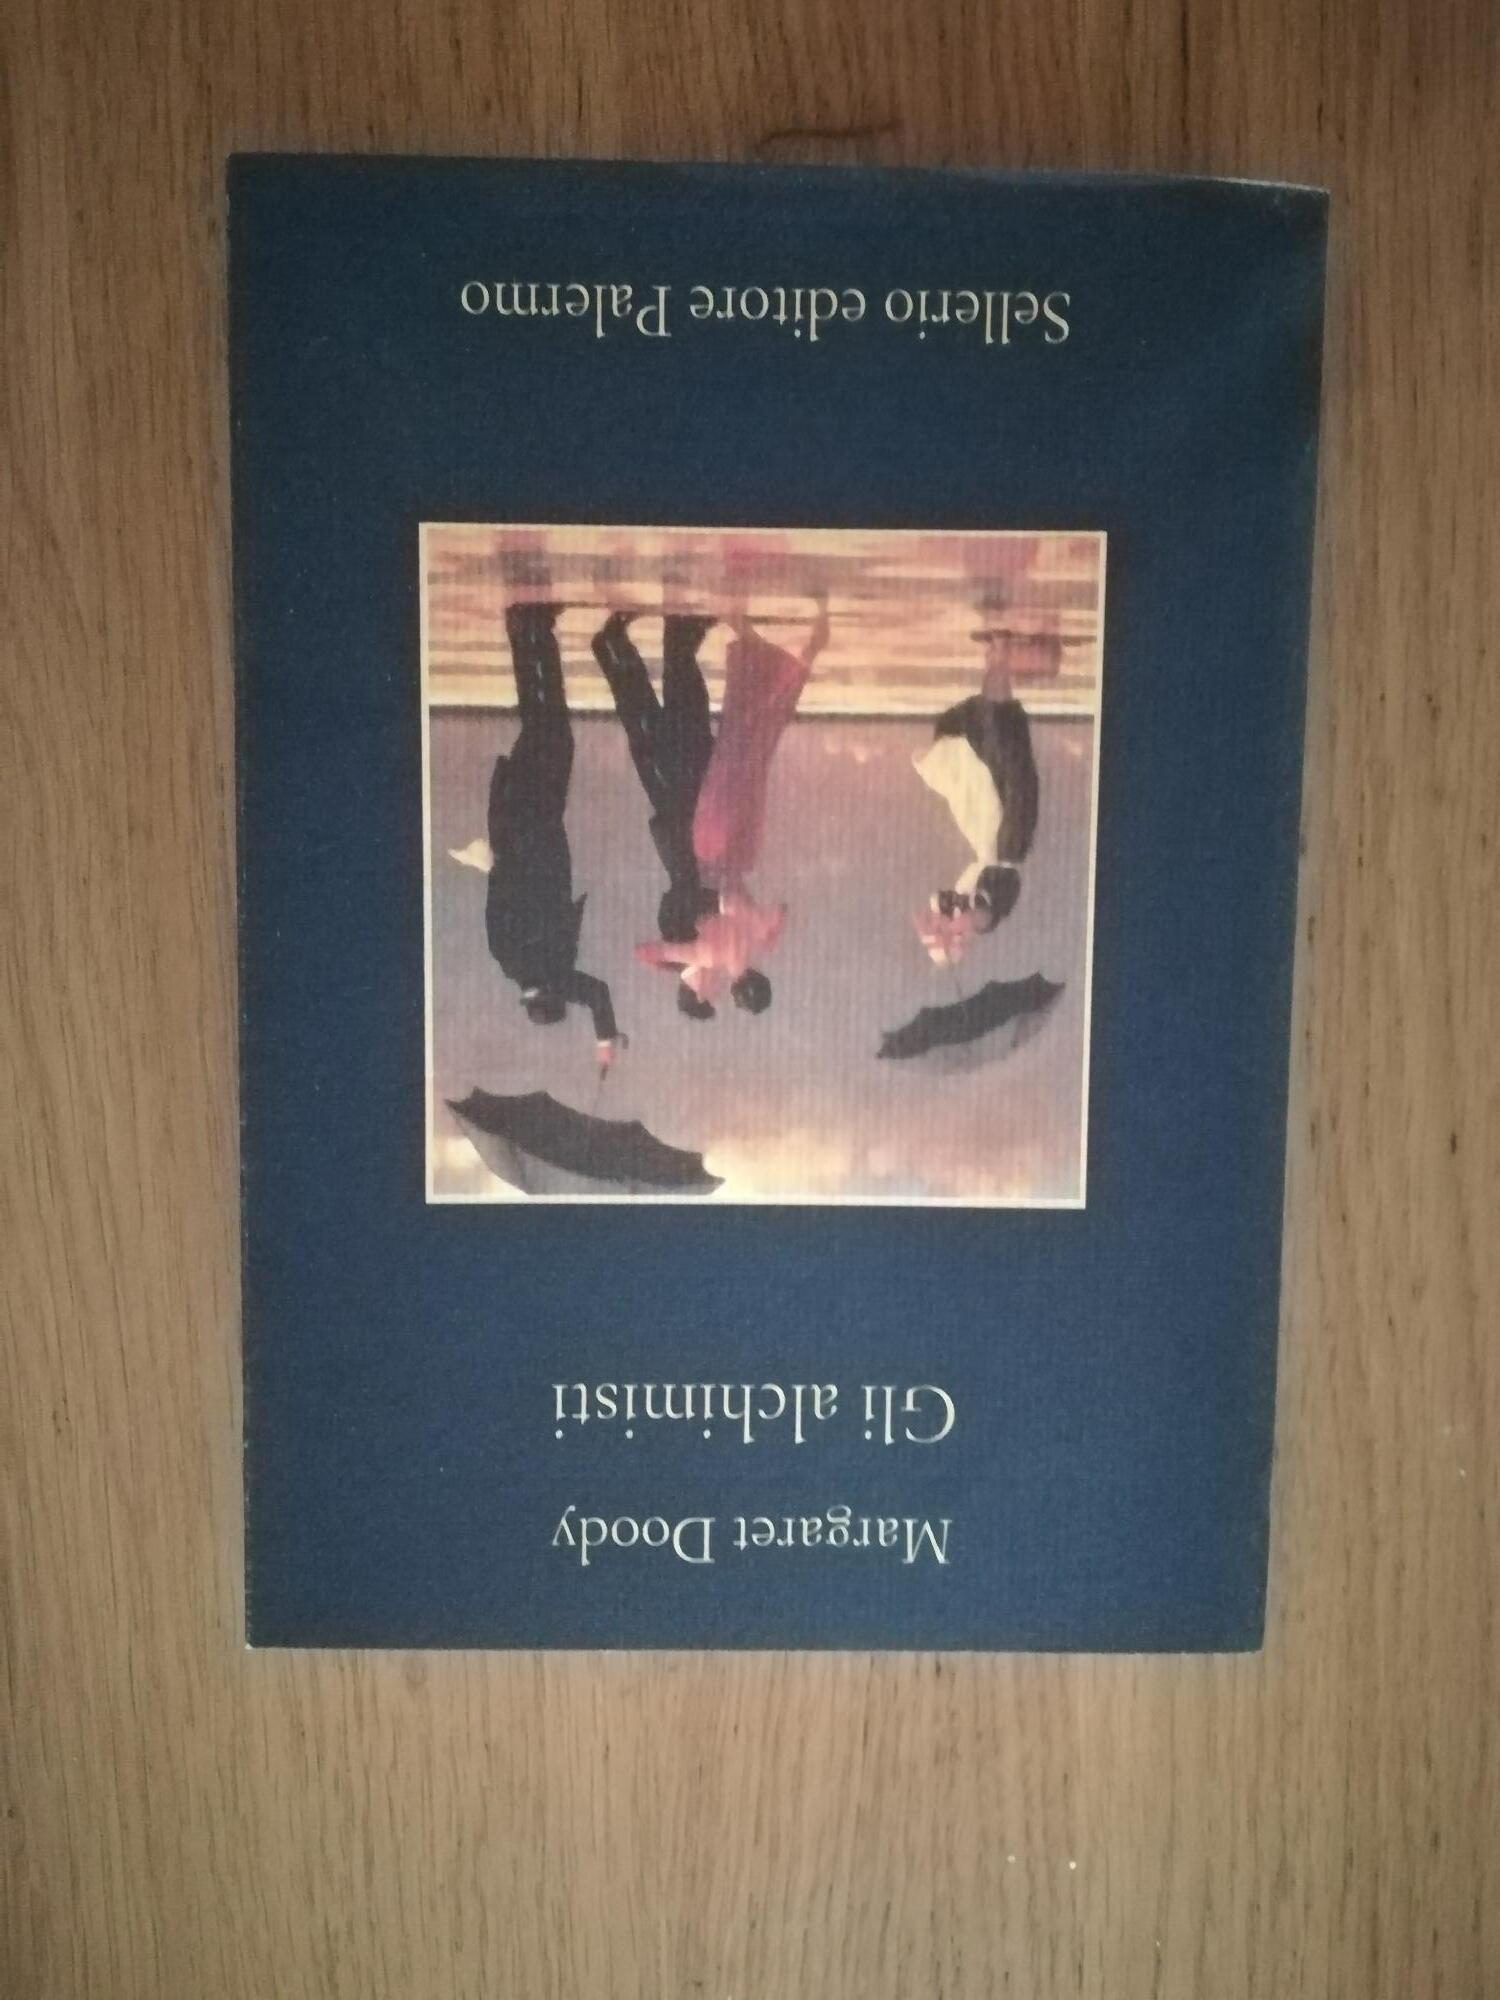 Margaret Doody
Gli alchimisti
Sellerio editore Palermo